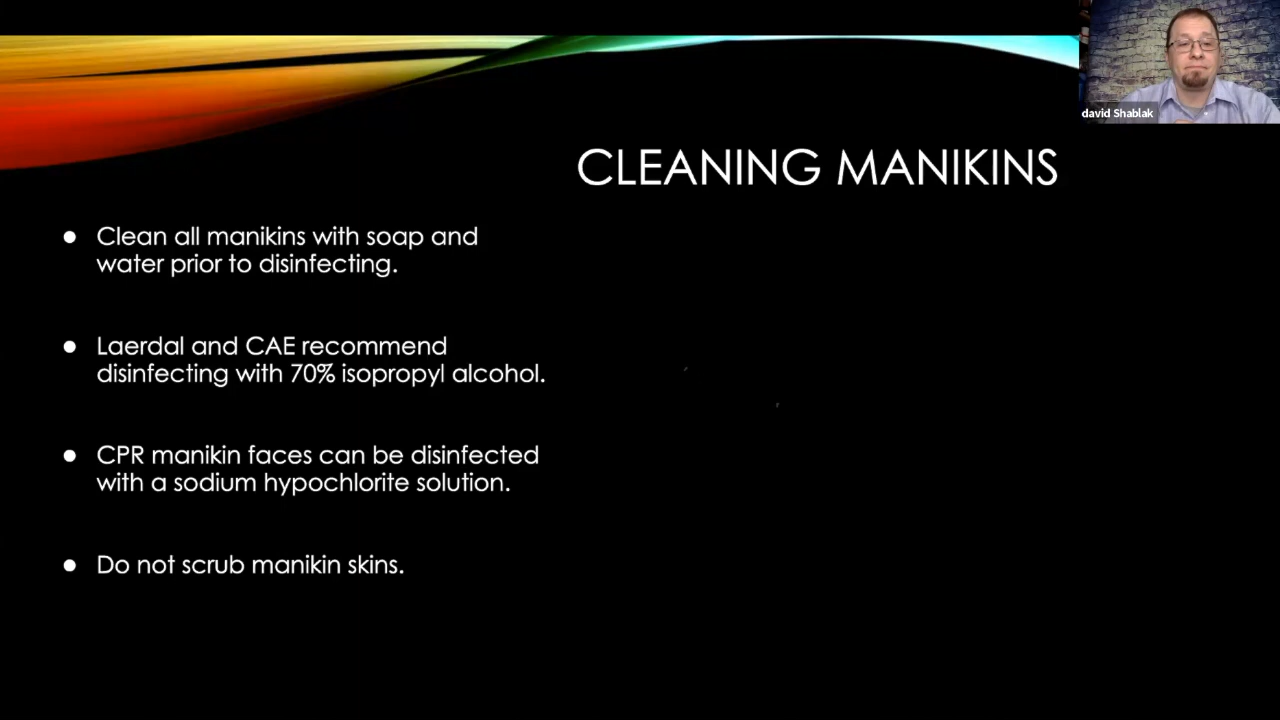 david Shablak
CLEANING MANIKINS
● Clean all manikins with soap and
water prior to disinfecting.
● Laerdal and CAE recommend
disinfecting with 70% isopropyl alcohol.
● CPR manikin faces can be disinfected
with a sodium hypochlorite solution.
● Do not scrub manikin skins.